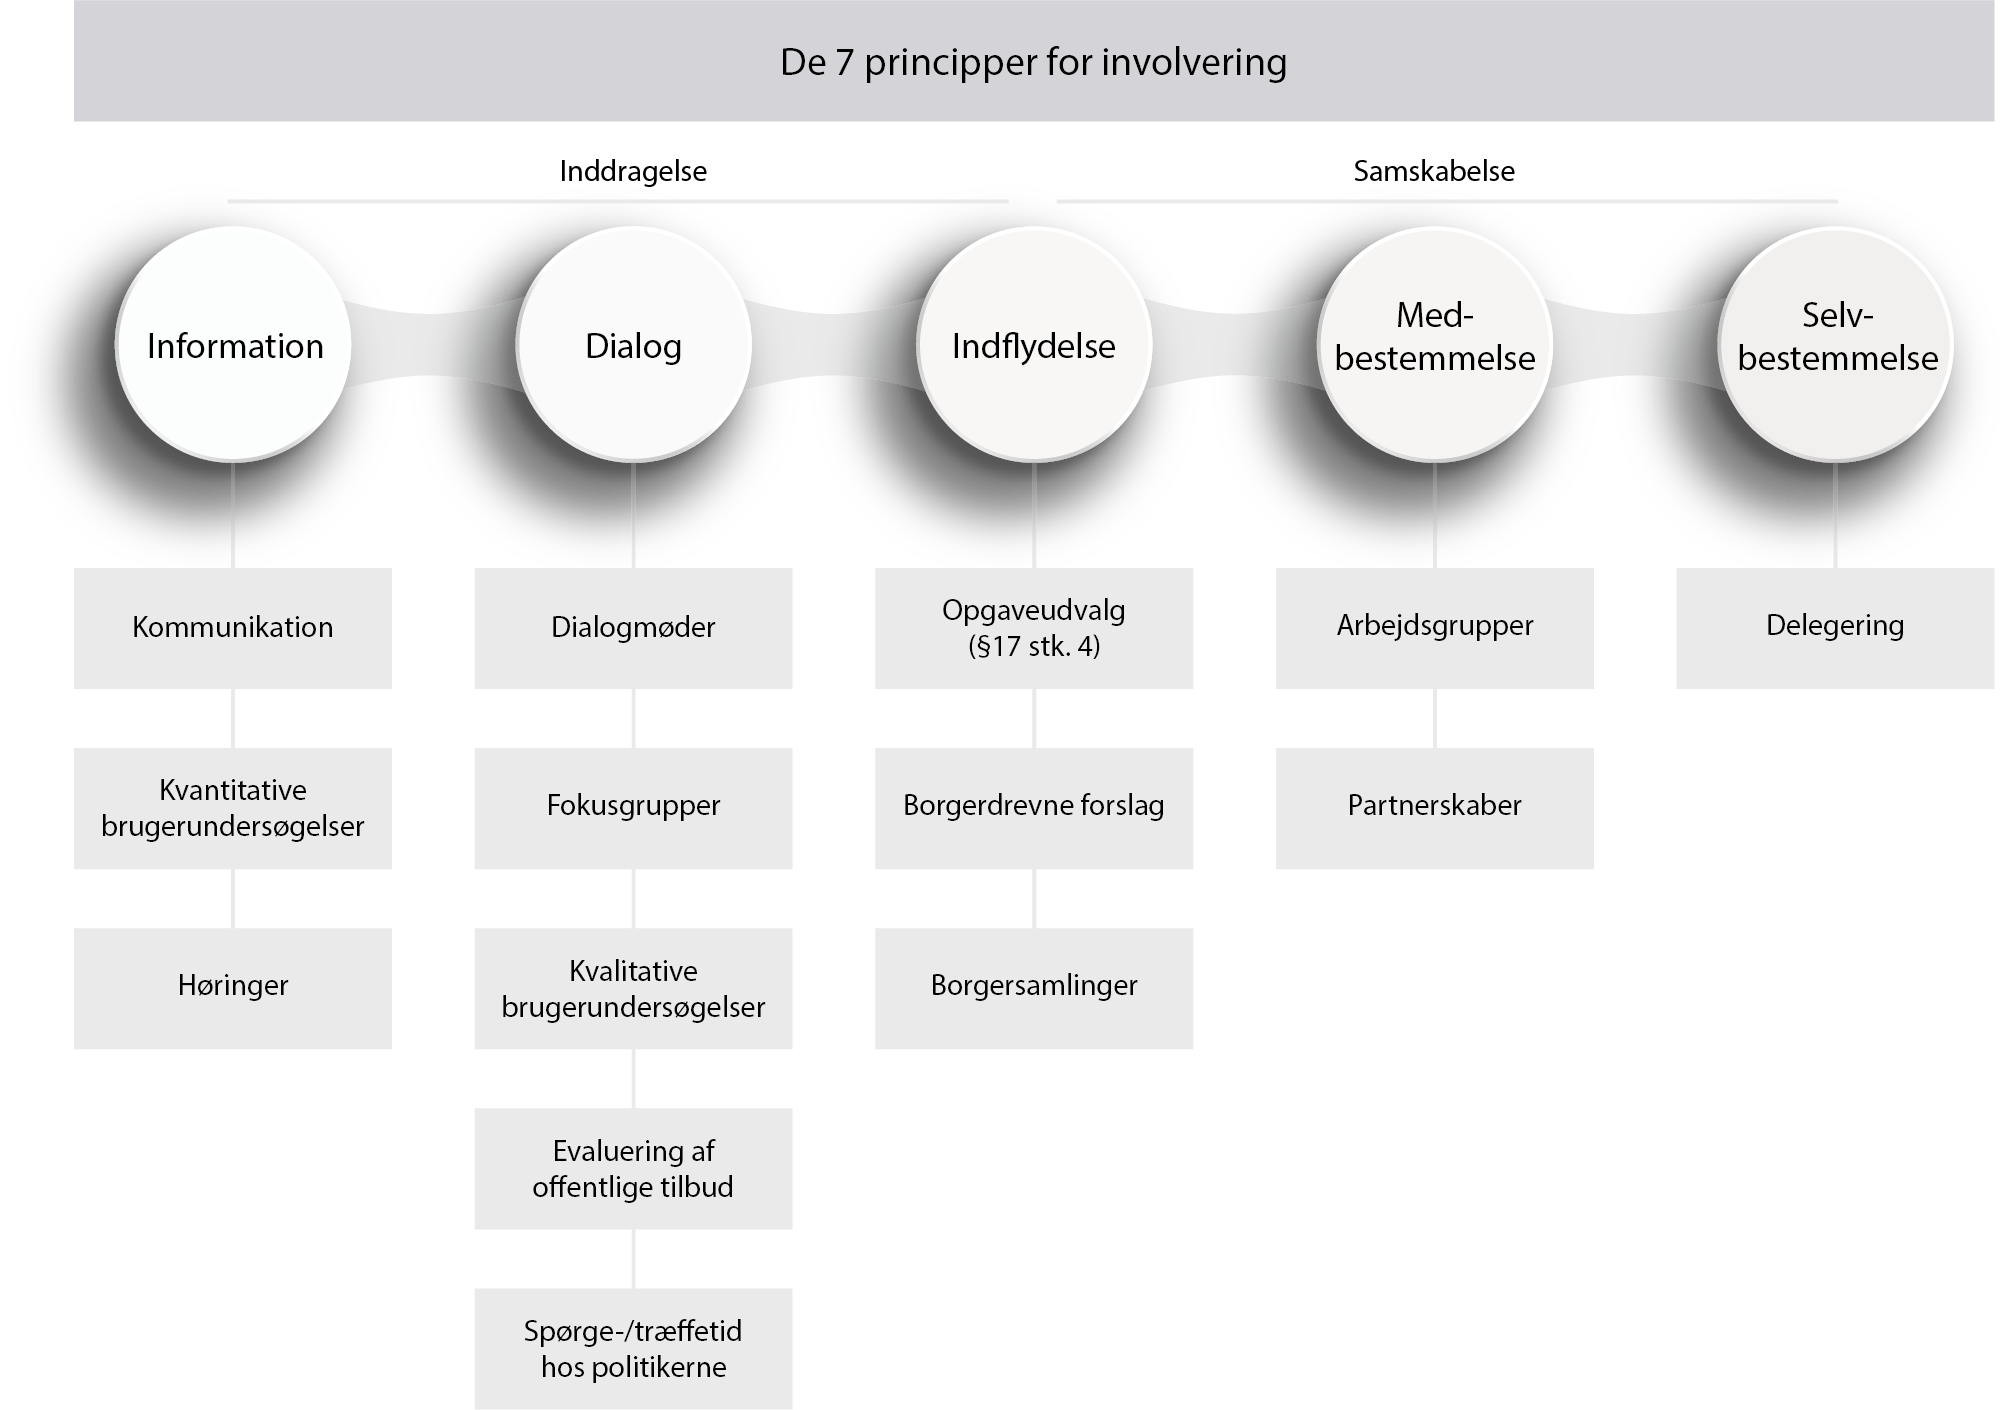 De 7 principper for involvering
Inddragelse
Samskabelse
Information
Dialog
Indflydelse
Med-
bestemmelse
Selv-
bestemmelse
Kommunikation
Kvantitative
brugerundersøgelser
Høringer
Dialogmøder
Fokusgrupper
Kvalitative
brugerundersøgelser
Evaluering af
offentlige tilbud
Spørge-/træffetid
hos politikerne
Opgaveudvalg
(§17 stk. 4)
Borgerdrevne forslag
Borgersamlinger
Arbejdsgrupper
Partnerskaber
Delegering